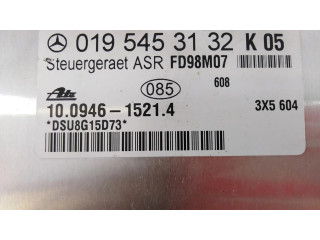 019 545 31 32 K 05
Steuergeraet ASR FD98M07
608
Ate 085 3X5 604
10.0946-1521.4
*DSU8G15D73*